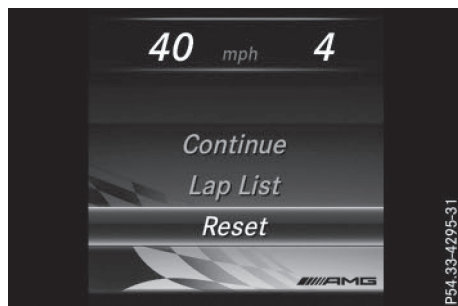 40 mph 4
Continue
Lap List
Reset
AMG
P54.33-4295-31